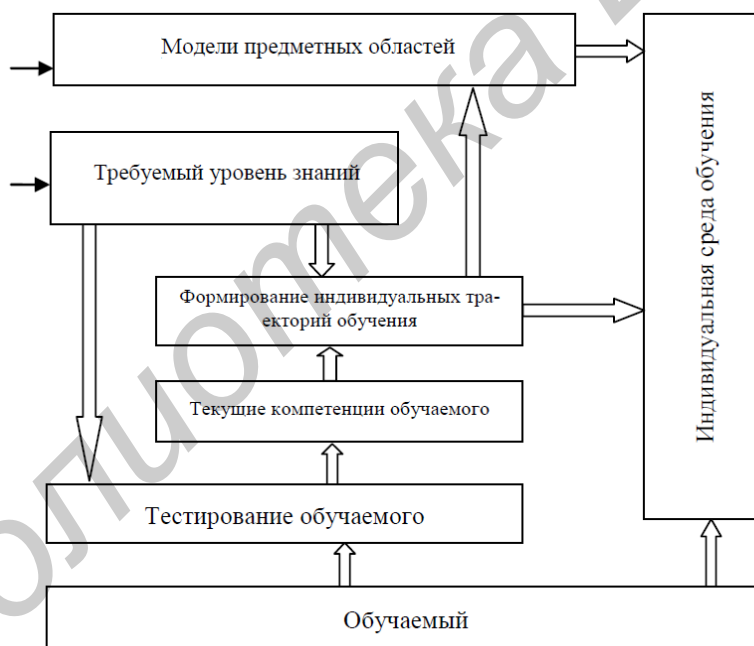 Модели предметных областей
Требуемый уровень знаний
Формирование индивидуальных тра-
екторий обучения
Текущие компетенции обучаемого
Тестирование обучаемого
Обучаемый
Индивидуальная среда обучения